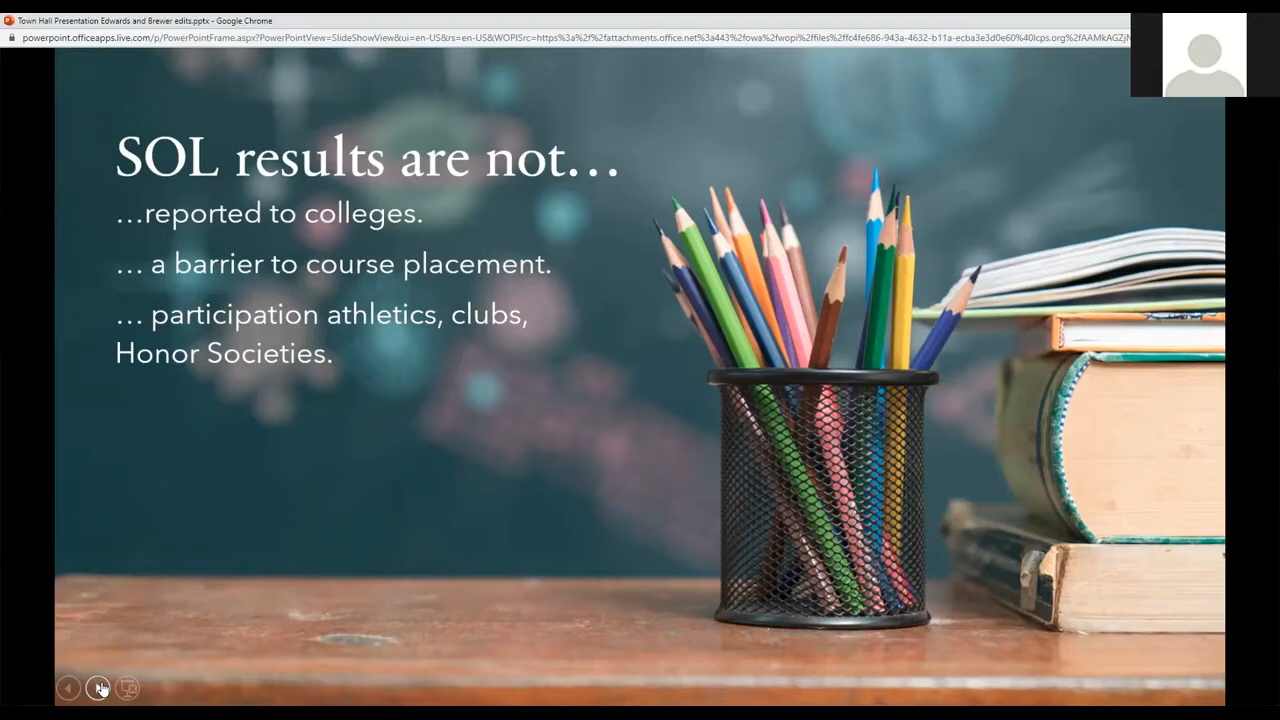 Town Hall Presentation Edwards and Brewer edits.pptx - Google Chrome
powerpoint.officeapps.live.com/p/PowerPointFrame.aspx?PowerPointView=SlideShowView&ui=en-US&rs=en-US&WOPISrc=https%3a%2f%2fattachments.office.net%3a443%2fowa%2fwopi%2ffiles%2ffc4fe686-943a-4632-b11a-ecba3e3d0e60%40lcps.org%2fAAMkAGZjN
SOL results are not…
…reported to colleges.
… a barrier to course placement.
… participation athletics, clubs,
Honor Societies.